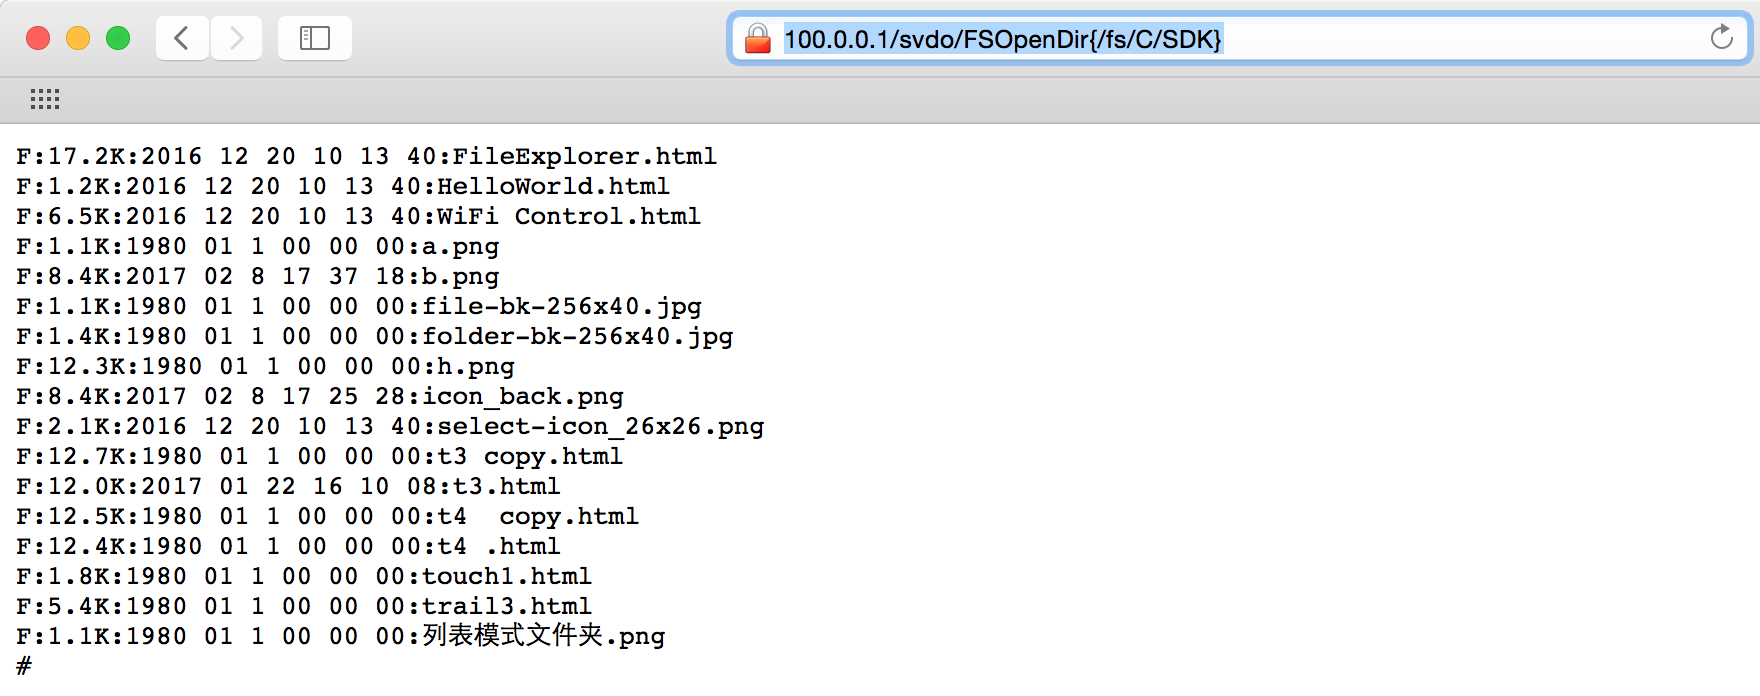 100.0.0.1/svdo/FSOpenDir{/fs/C/SDK}
F:17.2K:2016 12 20 10 13 40:FileExplorer.html
F:1.2K:2016 12 20 10 13 40:HelloWorld.html
F:6.5K:2016 12 20 10 13 40:WiFi Control.html
F:1.1K:1980 01 1 00 00 00:a.png
F:8.4K:2017 02 8 17 37 18:b.png
F:1.1K:1980 01 1 00 00 00:file-bk-256x40.jpg
F:1.4K:1980 01 1 00 00 00:folder-bk-256x40.jpg
F:12.3K:1980 01 1 00 00 00:h.png
F:8.4K:2017 02 8 17 25 28:icon_back.png
F:2.1K:2016 12 20 10 13 40:select-icon_26x26.png
F:12.7K:1980 01 1 00 00 00:t3 copy.html
F:12.0K:2017 01 22 16 10 08:t3.html
F:12.5K:1980 01 1 00 00 00:t4  copy.html
F:12.4K:1980 01 1 00 00 00:t4 .html
F:1.8K:1980 01 1 00 00 00:touch1.html
F:5.4K:1980 01 1 00 00 00:trail3.html
F:1.1K:1980 01 1 00 00 00:列表模式文件夹.png
#